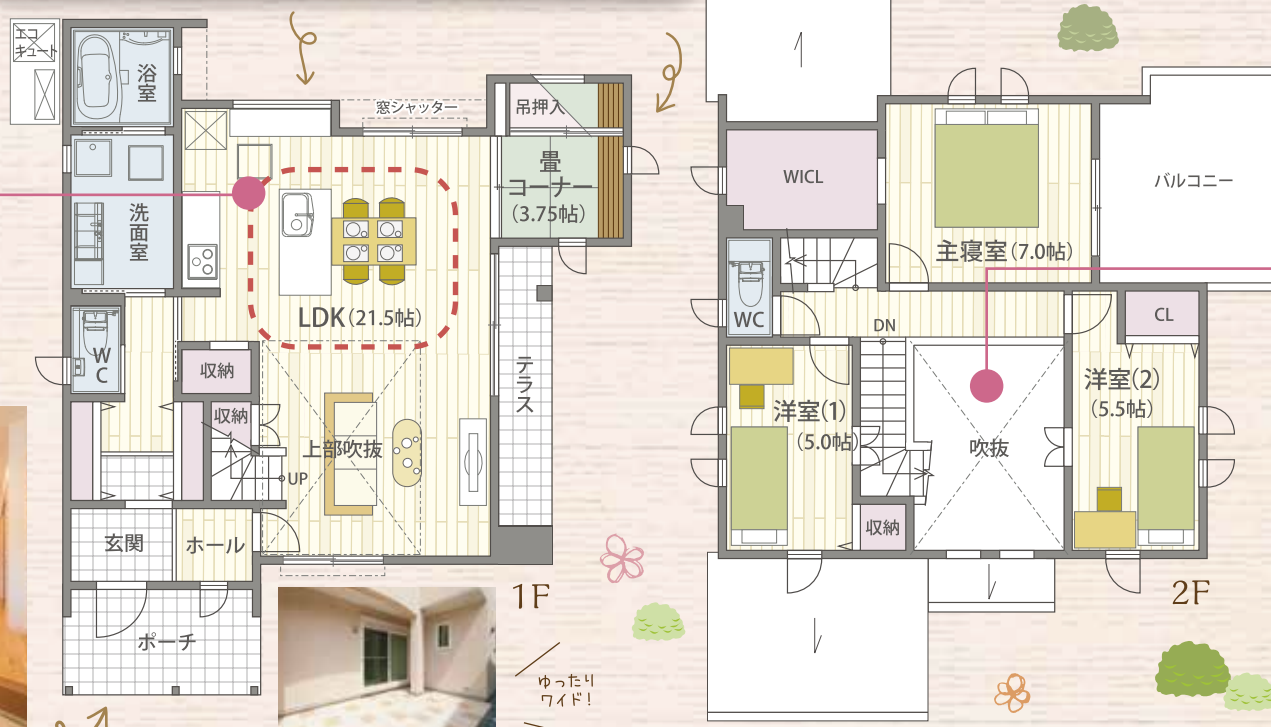 エコ
キュート
浴室
窓シャッター
吊押入
畳
コーナー
(3.75帖)
洗面室
LDK(21.5帖)
WC
収納
収納
テラス
上部吹抜
UP
玄関
ホール
ポーチ
1F
ゆったり
ワイド!
WICL
バルコニー
主寝室(7.0帖)
WC
DN
CL
洋室(1)
(5.0帖)
洋室(2)
(5.5帖)
吹抜
収納
2F